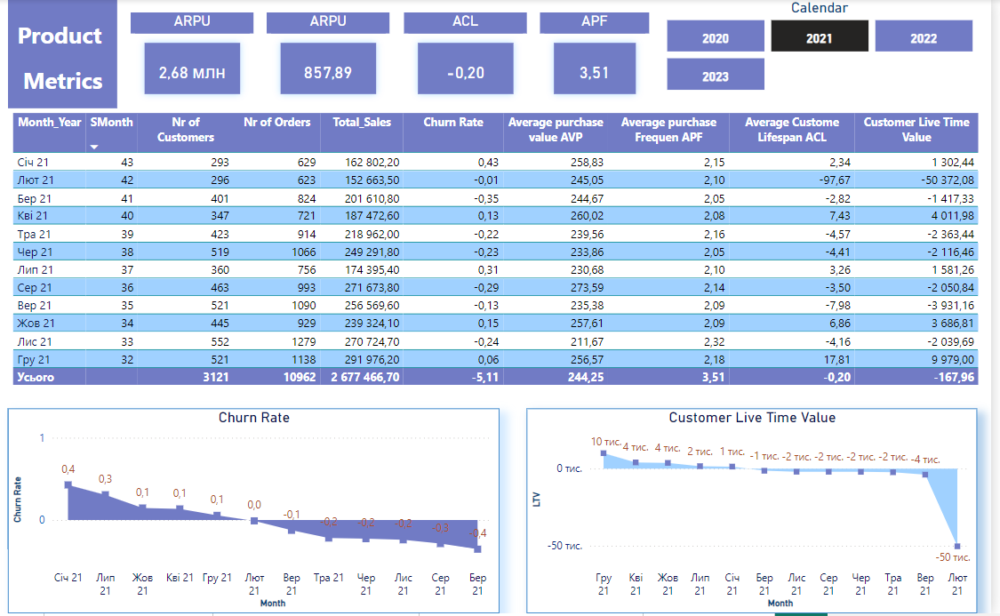 Product
Metrics
ARPU
2,68 МЛН
ARPU
857,89
ACL
-0,20
APF
3,51
Calendar
2020 2021 2022
2023
Month_Year SMonth Nr of Customers Nr of Orders Total_Sales Churn Rate Average purchase value AVP Average purchase Frequen APF Average Custome Lifespan ACL Customer Live Time Value
Січ 21 43 293 629 162 802,20 0,43 258,83 2,15 2,34 1 302,44
Лют 21 42 296 623 152 663,50 -0,01 245,05 2,10 -97,67 -50 372,08
Бер 21 41 401 824 201 610,80 -0,35 244,67 2,05 -2,82 -1 417,33
Кві 21 40 347 721 187 472,60 0,13 260,02 2,08 7,43 4 011,98
Тра 21 39 423 914 218 962,00 -0,22 239,56 2,16 -4,57 -2 363,44
Чер 21 38 519 1066 249 291,80 -0,23 233,86 2,05 -4,41 -2 116,46
Лип 21 37 360 756 174 395,40 0,31 230,68 2,10 3,26 1 581,26
Сер 21 36 463 993 271 673,80 -0,29 273,59 2,14 -3,50 -2 050,84
Вер 21 35 521 1090 256 569,60 -0,13 235,38 2,09 -7,98 -3 931,16
Жов 21 34 445 929 239 324,10 0,15 257,61 2,09 6,86 3 686,81
Лис 21 33 552 1279 270 724,70 -0,24 211,67 2,32 -4,16 -2 039,69
Гру 21 32 521 1138 291 976,20 0,06 256,57 2,18 17,81 9 979,00
Усього 3121 10962 2 677 466,70 -5,11 244,25 3,51 -0,20 -167,96
Churn Rate
Churn Rate
1
0
0,4 0,3 0,1 0,1 0,1 0,0 -0,1 -0,2 -0,2 -0,2 -0,3 -0,4
Січ 21 Лип 21 Жов 21 Кві 21 Гру 21 Лют 21 Вер 21 Тра 21 Чер 21 Лис 21 Сер 21 Бер 21
Month
Customer Live Time Value
LTV
0 тис.
-50 тис.
10 тис. 4 тис. 4 тис. 2 тис. 1 тис. -1 тис. -2 тис. -2 тис. -2 тис. -2 тис. -4 тис.
-50 тис.
Гру 21 Кві 21 Жов 21 Лип 21 Січ 21 Бер 21 Лис 21 Сер 21 Чер 21 Тра 21 Вер 21 Лют 21
Month